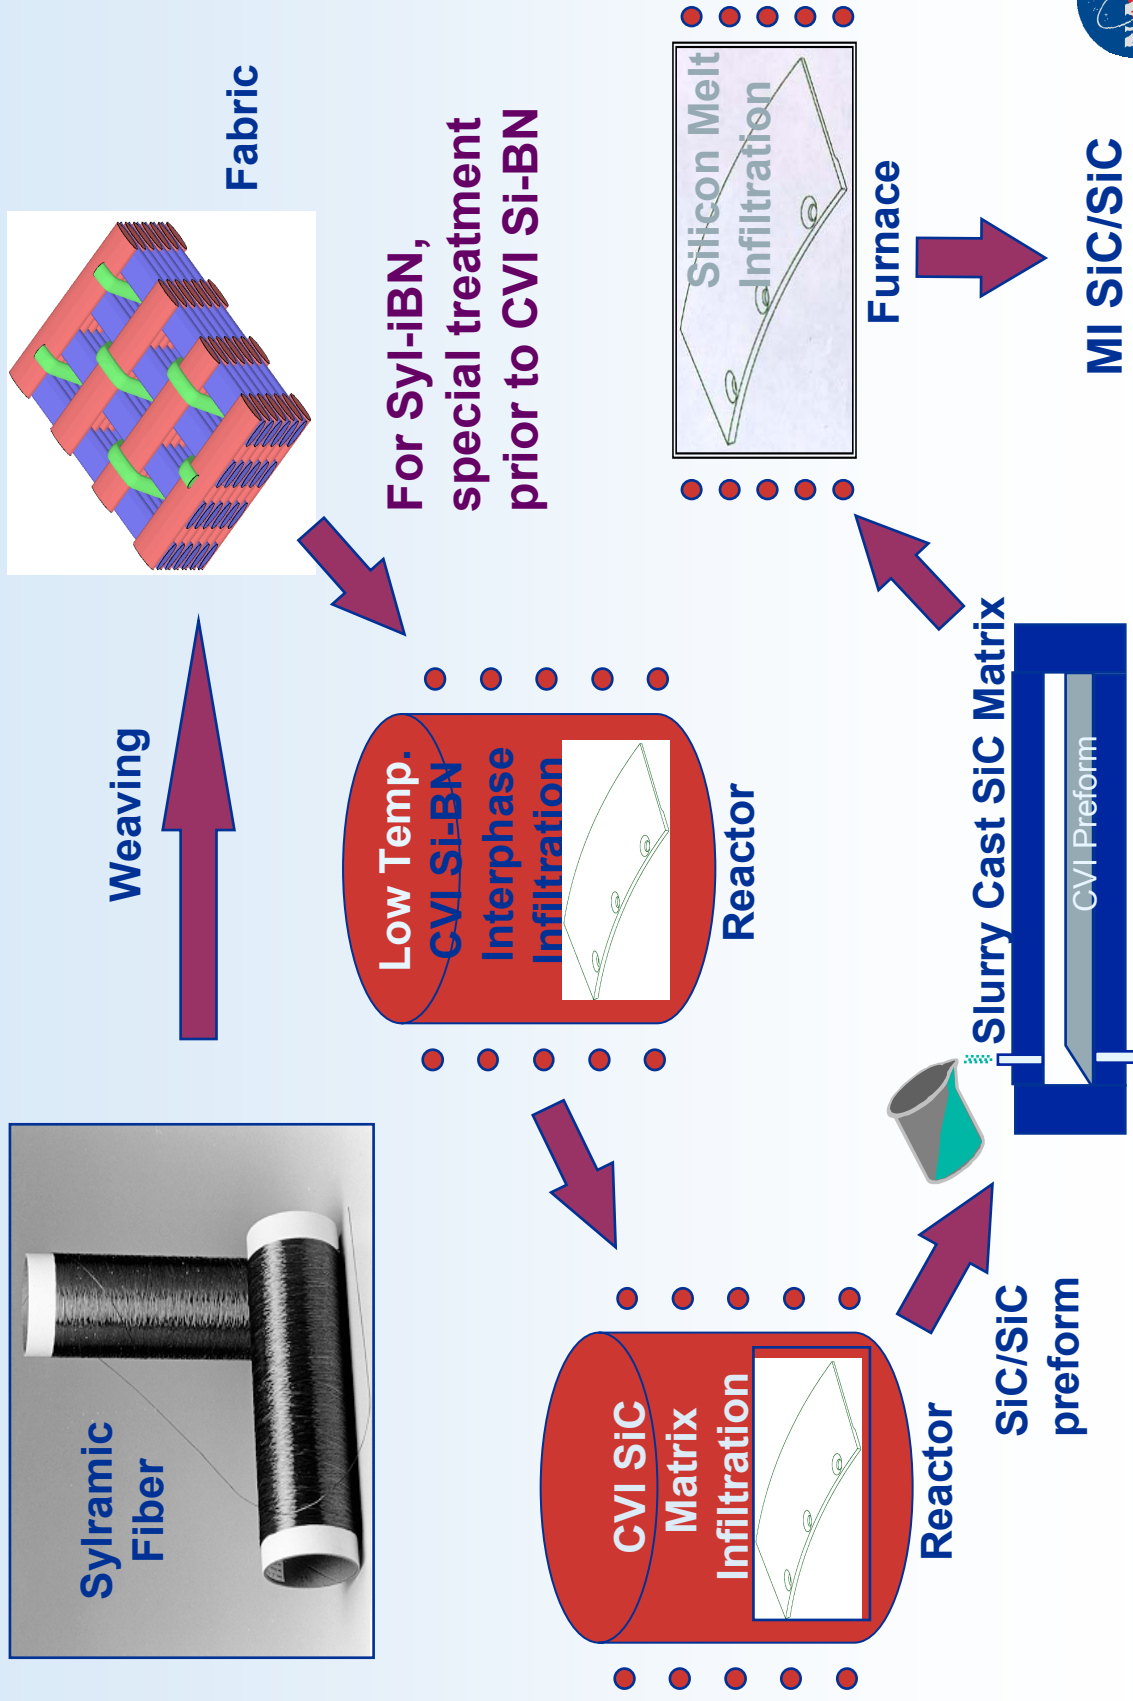 Sylramic
Fiber
Weaving
Fabric
For Syl-iBN,
special treatment
prior to CVI Si-BN
Low Temp.
CVI Si-BN
Interphase
Infiltration
Reactor
CVI SiC
Matrix
Infiltration
Reactor
SiC/SiC
preform
Slurry Cast SiC Matrix
CVI Preform
Silicon Melt
Infiltration
Furnace
MI SiC/SiC